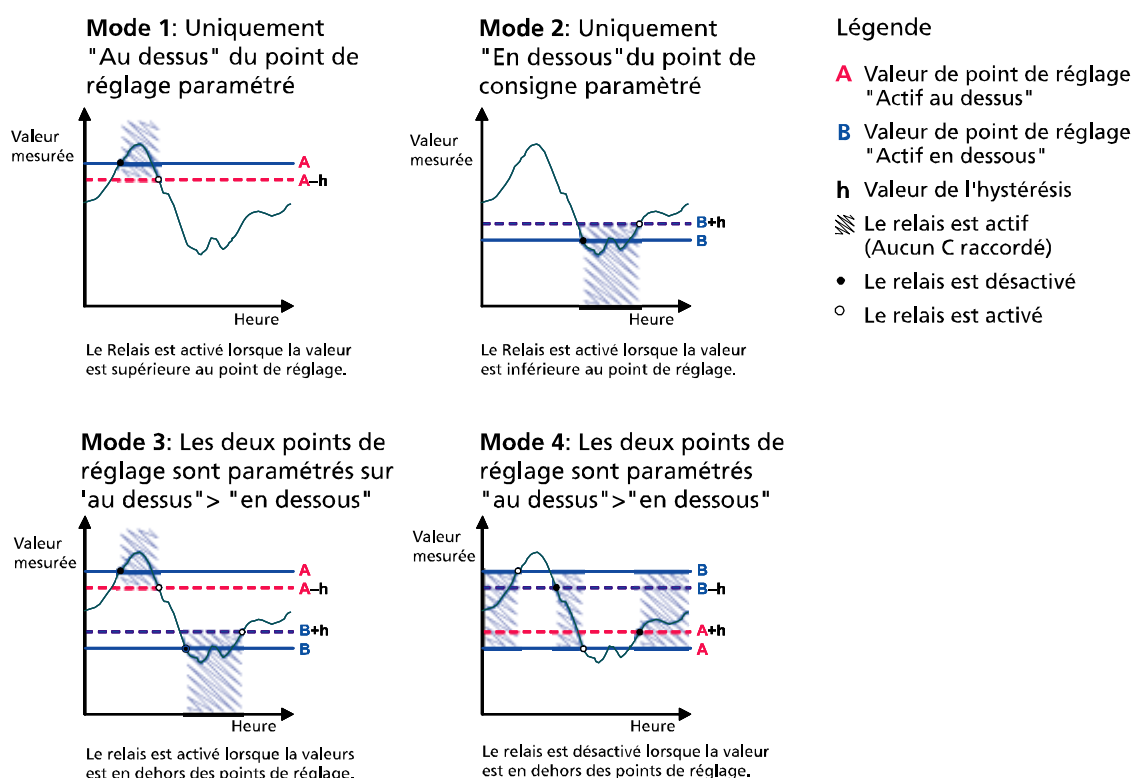 Mode 1: Uniquement
"Au dessus" du point de
réglage paramétré
Valeur
mesurée
A
A–h
Heure
Le Relais est activé lorsque la valeur
est supérieure au point de réglage.
Mode 2: Uniquement
"En dessous"du point de
consigne paramètré
Valeur
mesurée
B+h
B
Heure
Le Relais est activé lorsque la valeur
est inférieure au point de réglage.
Légende
A Valeur de point de réglage
"Actif au dessus"
B Valeur de point de réglage
"Actif en dessous"
h Valeur de l'hystérésis
Le relais est actif
(Aucun C raccordé)
Le relais est désactivé
Le relais est activé
Mode 3: Les deux points de
réglage sont paramétrés sur
'au dessus"> "en dessous"
Valeur
mesurée
A
A–h
B+h
B
Heure
Le relais est activé lorsque la valeurs
est en dehors des points de réglage.
Mode 4: Les deux points de
réglage sont paramétrés
"au dessus">"en dessous"
Valeur
mesurée
B
B–h
A+h
A
Heure
Le relais est désactivé lorsque la valeur
est en dehors des points de réglage.